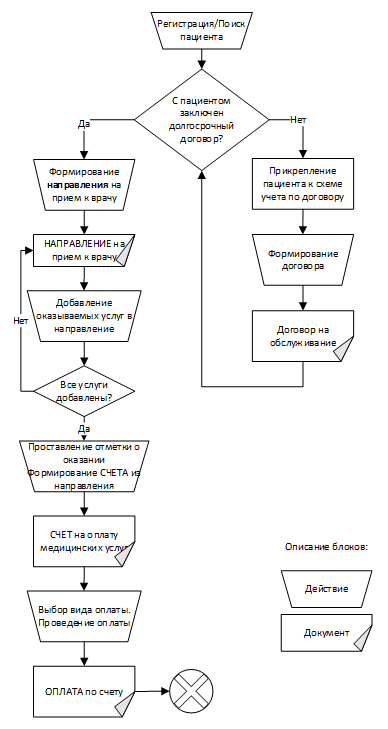 Регистрация/Поиск
пациента
С пациентом
заключен
долгосрочный
договор?
Да
Нет
Формирование
направления на
прием к врачу
Прикрепление
пациента к схеме
учета по договору
НАПРАВЛЕНИЕ на
прием к врачу
Формирование
договора
Добавление
оказываемых услуг в
направление
Договор на
обслуживание
Нет
Все услуги
добавлены?
Да
Проставление отметки о
оказании
Формирование СЧЕТА из
направления
СЧЕТ на оплату
медицинских услуг
Описание блоков:
Действие
Выбор вида оплаты.
Проведение оплаты
Документ
ОПЛАТА по счету